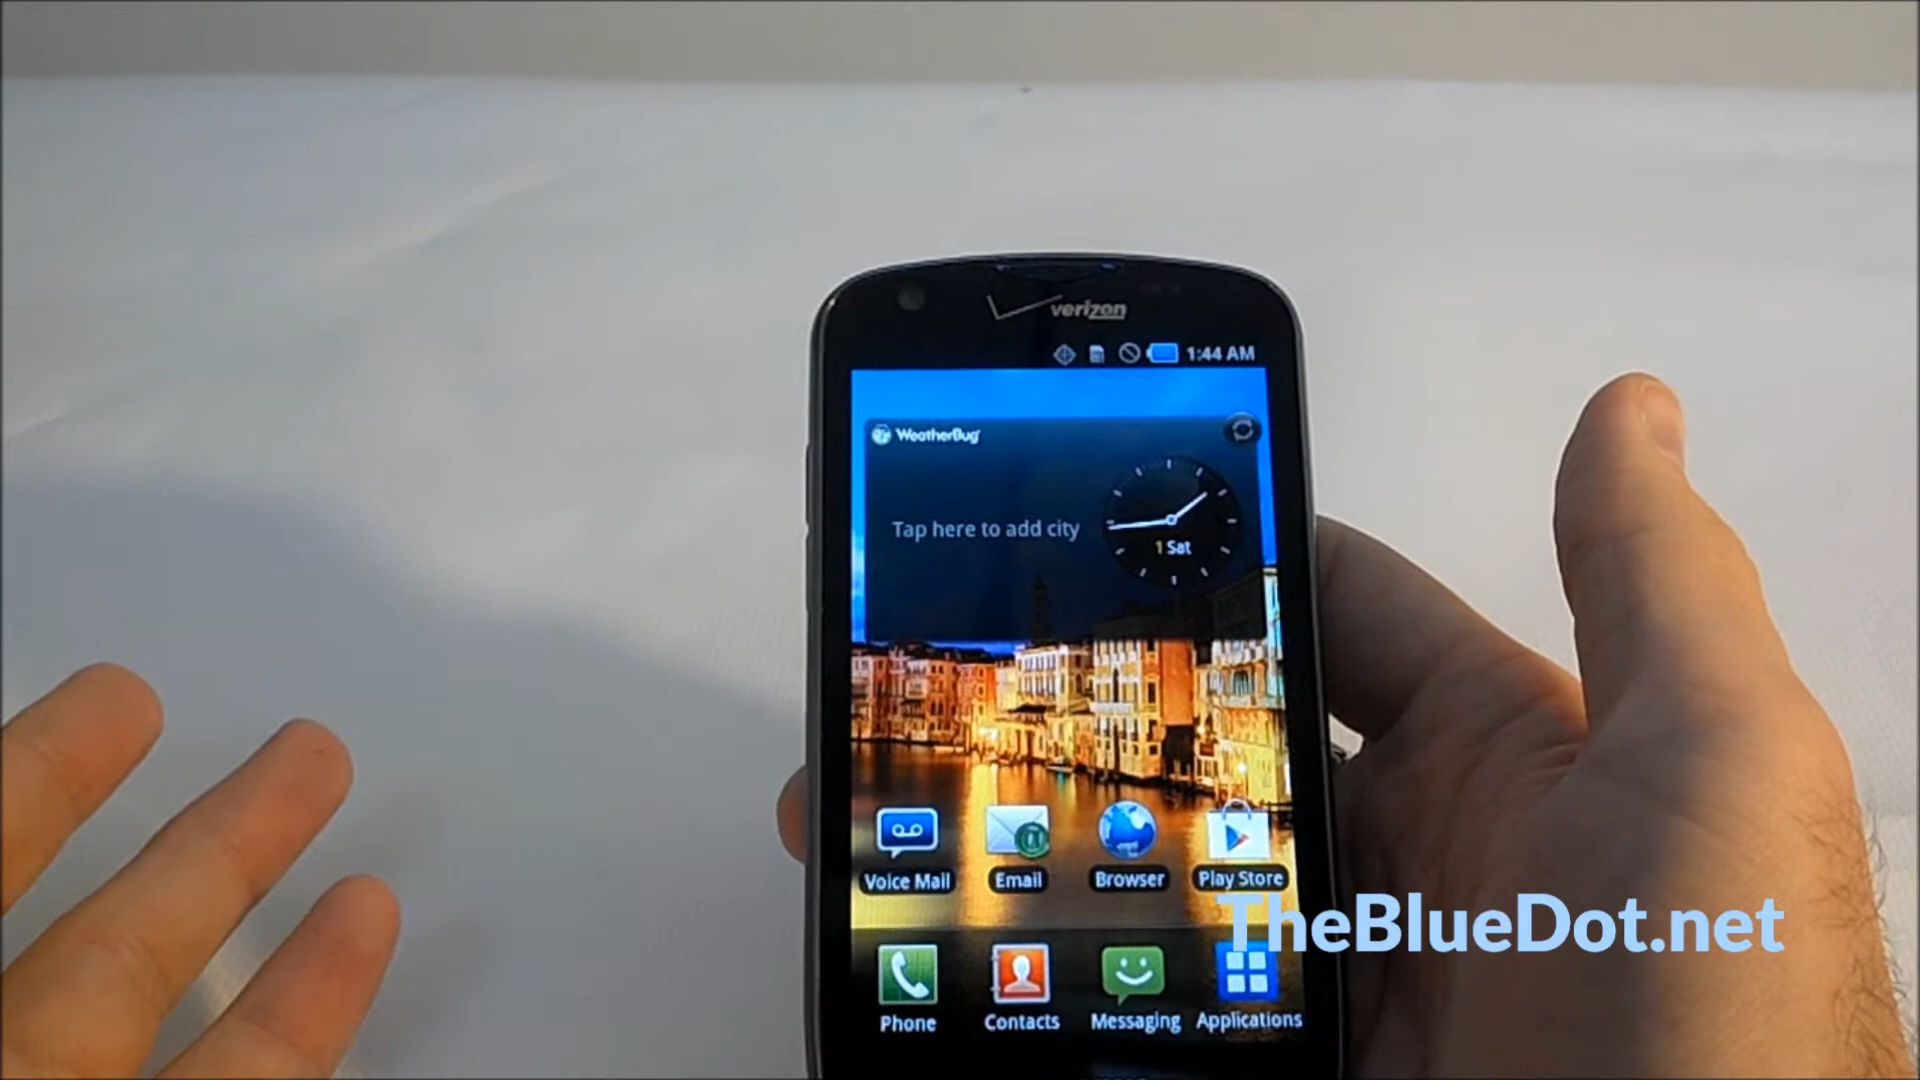 verizon
1:44 AM
WeatherBug
Tap here to add city
1 Sat
Voice Mail
Email
Browser
Play Store
TheBlueDot.net
Phone
Contacts
Messaging
Applications